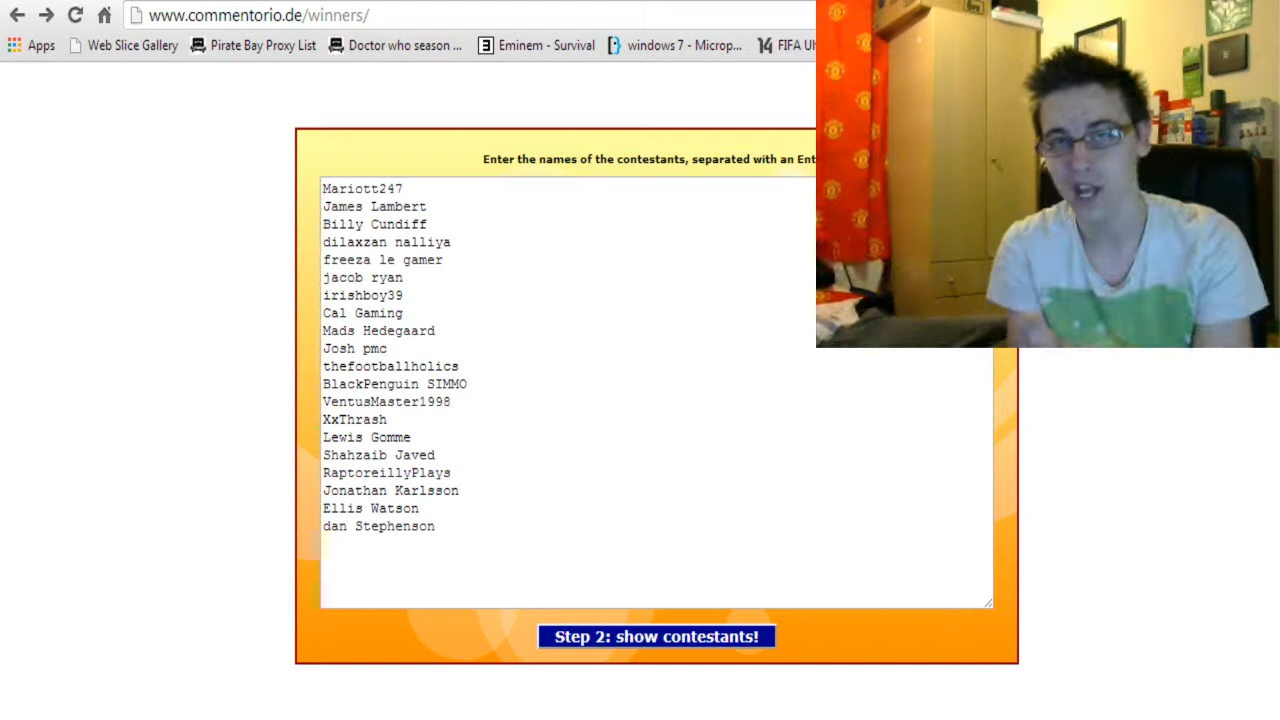 www.commentorio.de/winners/
Apps Web Slice Gallery Pirate Bay Proxy List Doctor who season ... Eminem - Survival windows 7 - Microp... FIFA Ul
Enter the names of the contestants, separated with an Ent
Mariott247
James Lambert
Billy Cundiff
dilaxzan nalliya
freeza le gamer
jacob ryan
irishboy39
Cal Gaming
Mads Hedegaard
Josh pmc
thefootballholics
BlackPenguin SIMMO
VentusMaster1998
XxThrash
Lewis Gomme
Shahzaib Javed
RaptoreillyPlays
Jonathan Karlsson
Ellis Watson
dan Stephenson
Step 2: show contestants!